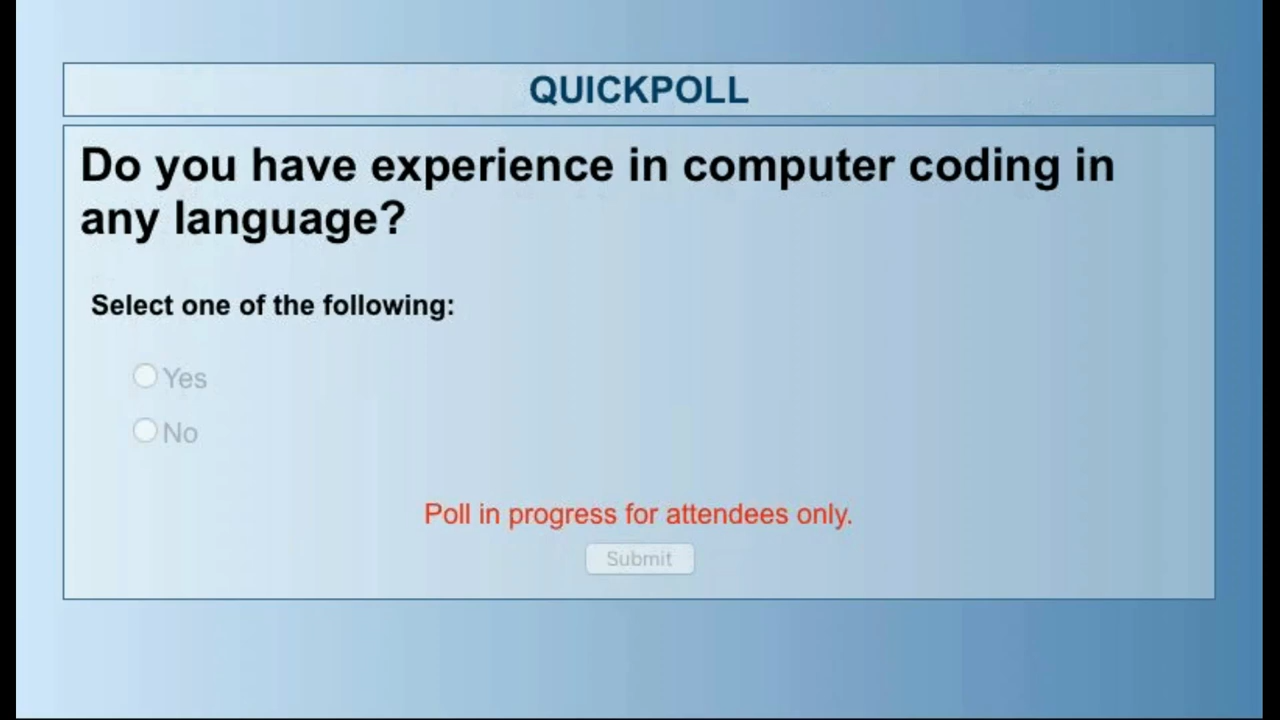 QUICKPOLL
Do you have experience in computer coding in
any language?
Select one of the following:
Yes
No
Poll in progress for attendees only.
Submit